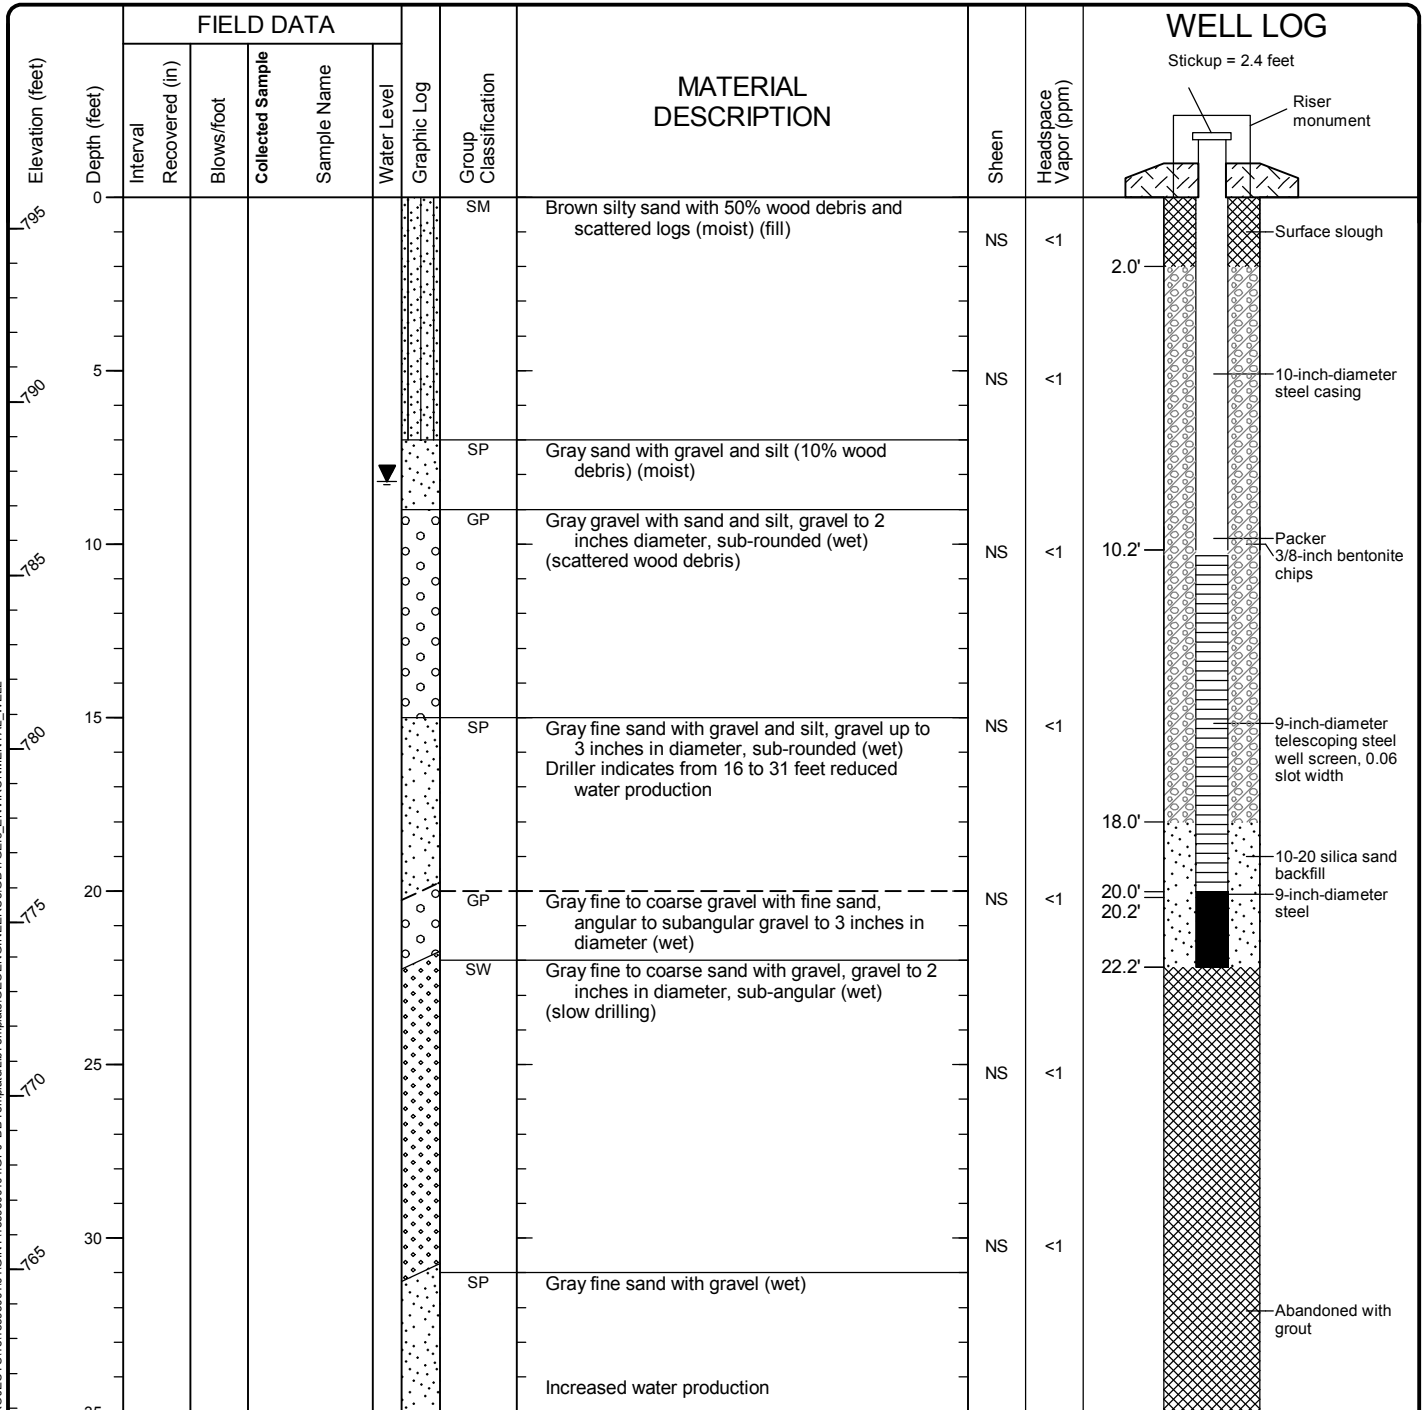 FIELD DATA
WELL LOG
Stickup = 2.4 feet
Riser
monument
Elevation (feet)
Depth (feet)
Interval
Recovered (in)
Blows/foot
Collected Sample
Sample Name
Water Level
Graphic Log
Group
Classification
MATERIAL
DESCRIPTION
Sheen
Headspace
Vapor (ppm)
0
SM
Brown silty sand with 50% wood debris and
scattered logs (moist) (fill)
795
NS
<1
Surface slough
2.0'
5
NS
<1
10-inch-diameter
steel casing
790
SP
Gray sand with gravel and silt (10% wood
debris) (moist)
GP
Gray gravel with sand and silt, gravel to 2
inches diameter, sub-rounded (wet)
(scattered wood debris)
10
NS
<1
10.2'
Packer
3/8-inch bentonite
chips
785
15
SP
Gray fine sand with gravel and silt, gravel up to
3 inches in diameter, sub-rounded (wet)
Driller indicates from 16 to 31 feet reduced
water production
NS
<1
9-inch-diameter
telescoping steel
well screen, 0.06
slot width
780
18.0'
10-20 silica sand
backfill
20
GP
Gray fine to coarse gravel with fine sand,
angular to subangular gravel to 3 inches in
diameter (wet)
NS
<1
20.0'
20.2'
9-inch-diameter
steel
775
SW
Gray fine to coarse sand with gravel, gravel to 2
inches in diameter, sub-angular (wet)
(slow drilling)
22.2'
25
NS
<1
770
30
NS
<1
765
SP
Gray fine sand with gravel (wet)
Abandoned with
grout
Increased water production